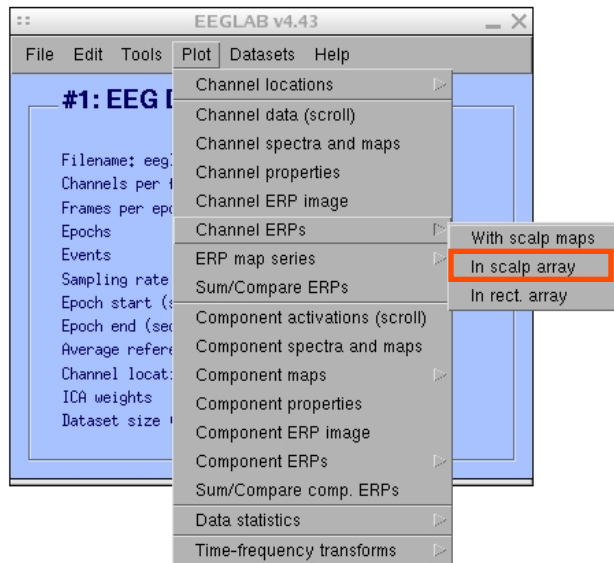 EEGLAB v4.43
File Edit Tools Plot Datasets Help
#1: EEG
Filename: eeg
Channels per
Frames per
Epochs
Events
Sampling rate
Epoch start
Epoch end
Average
Channel
ICA weights
Dataset size
Channel locations
Channel data (scroll)
Channel spectra and maps
Channel properties
Channel ERP image
Channel ERPs
ERP map series
Sum/Compare ERPs
Component activations (scroll)
Component spectra and maps
Component maps
Component properties
Component ERP image
Component ERPs
Sum/Compare comp. ERPs
Data statistics
Time-frequency transforms
With scalp maps
In scalp array
In rect. array